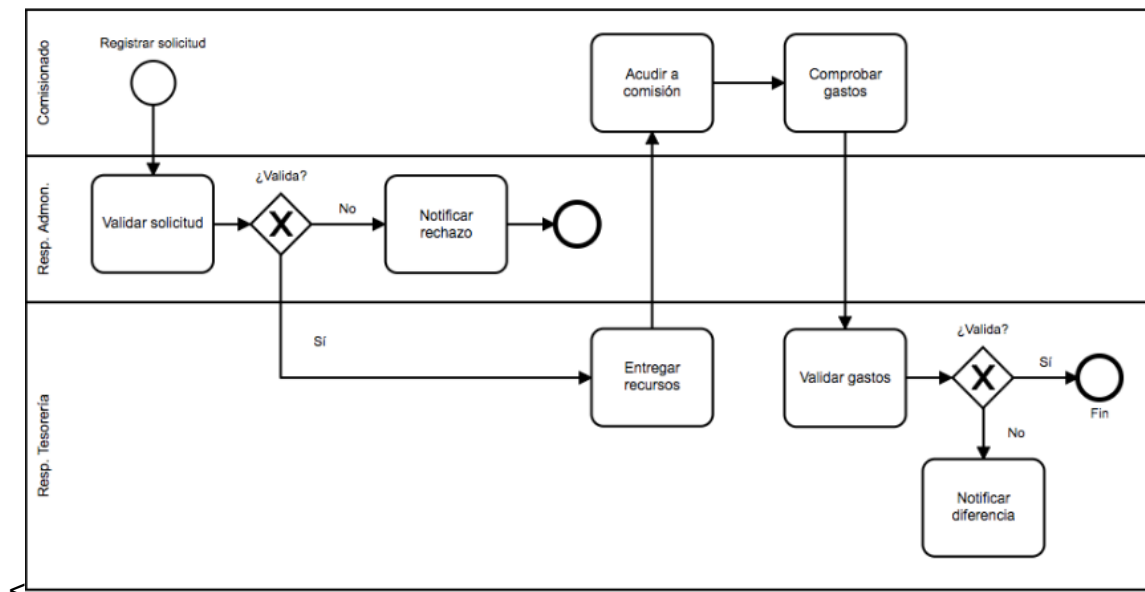 Comisionado
Registrar solicitud
Acudir a
comisión
Comprobar
gastos
Resp. Admon.
Validar solicitud
¿Valida?
X
No
Notificar
rechazo
Resp. Tesorería
Sí
Entregar
recursos
Validar gastos
¿Valida?
X
Sí
Fin
No
Notificar
diferencia